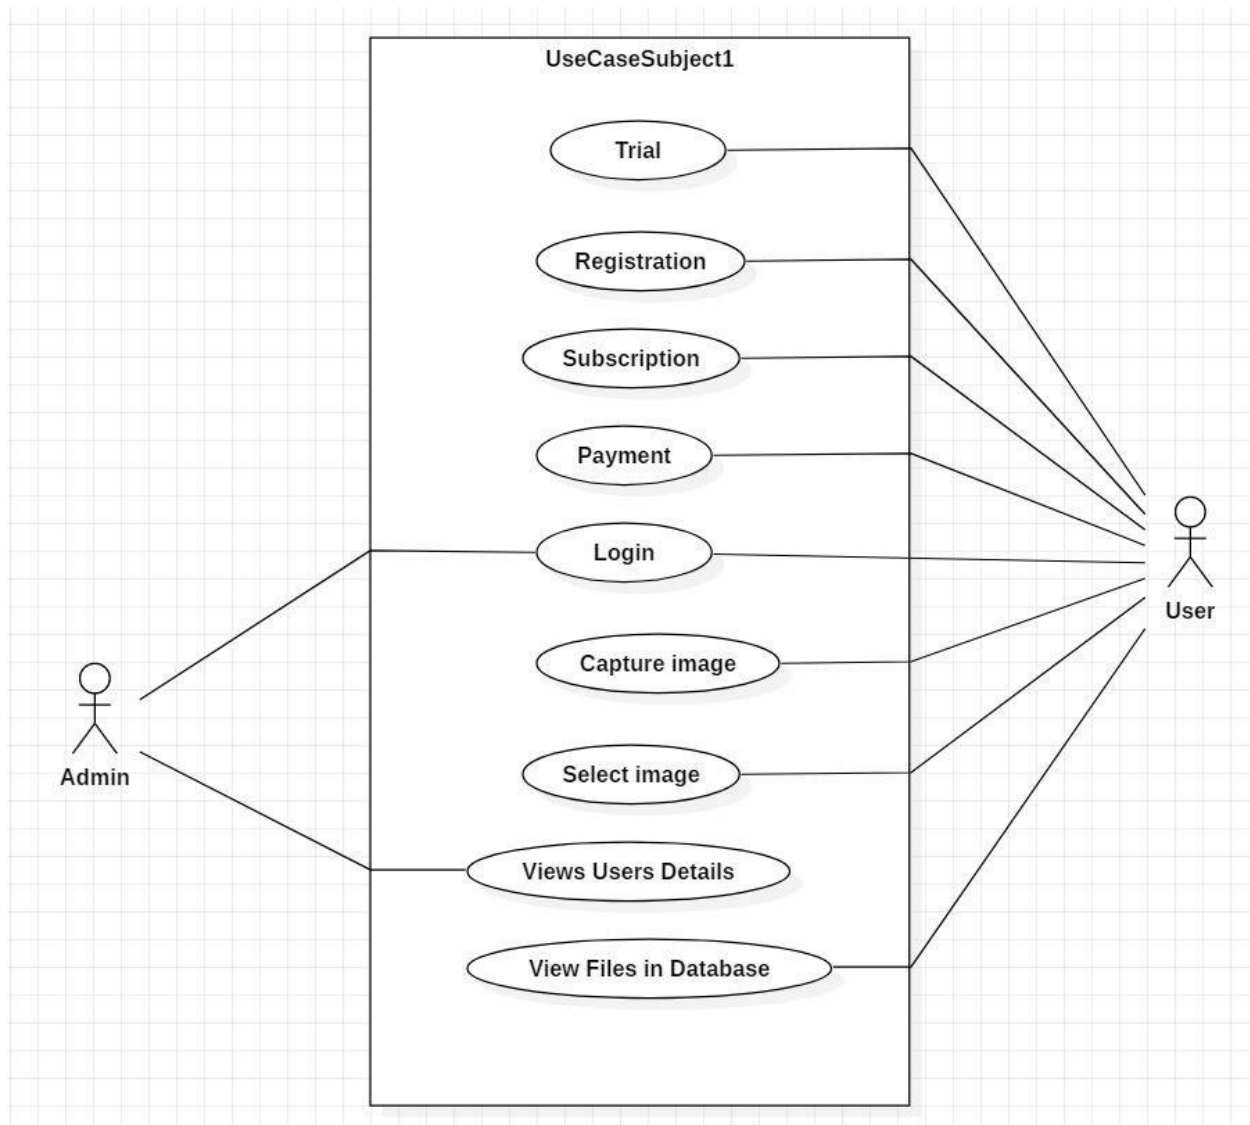 UseCaseSubject1
Trial
Registration
Subscription
Payment
Login
User
Capture image
Admin
Select image
Views Users Details
View Files in Database